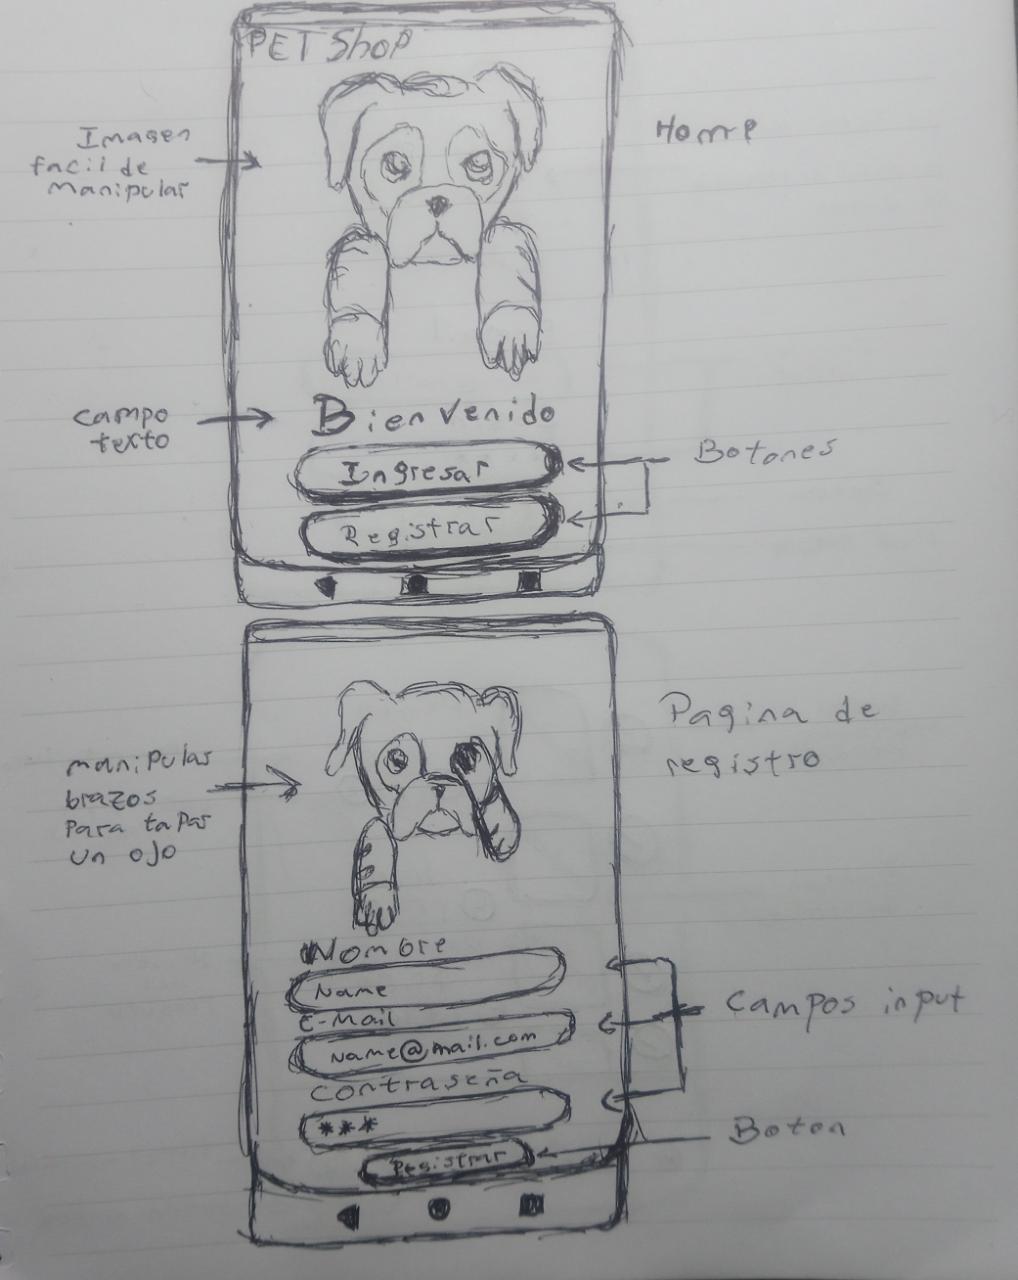 PET ShoP
Home
Imagen
facil de
manipular
campo
texto
Bienvenido
Ingresar
Registrar
Botones
Pagina de
registro
manipular
brazos
para tapar
un ojo
Nombre
Name
E-Mail
Name@mail.com
contraseña
***
Registrar
campos input
Boton